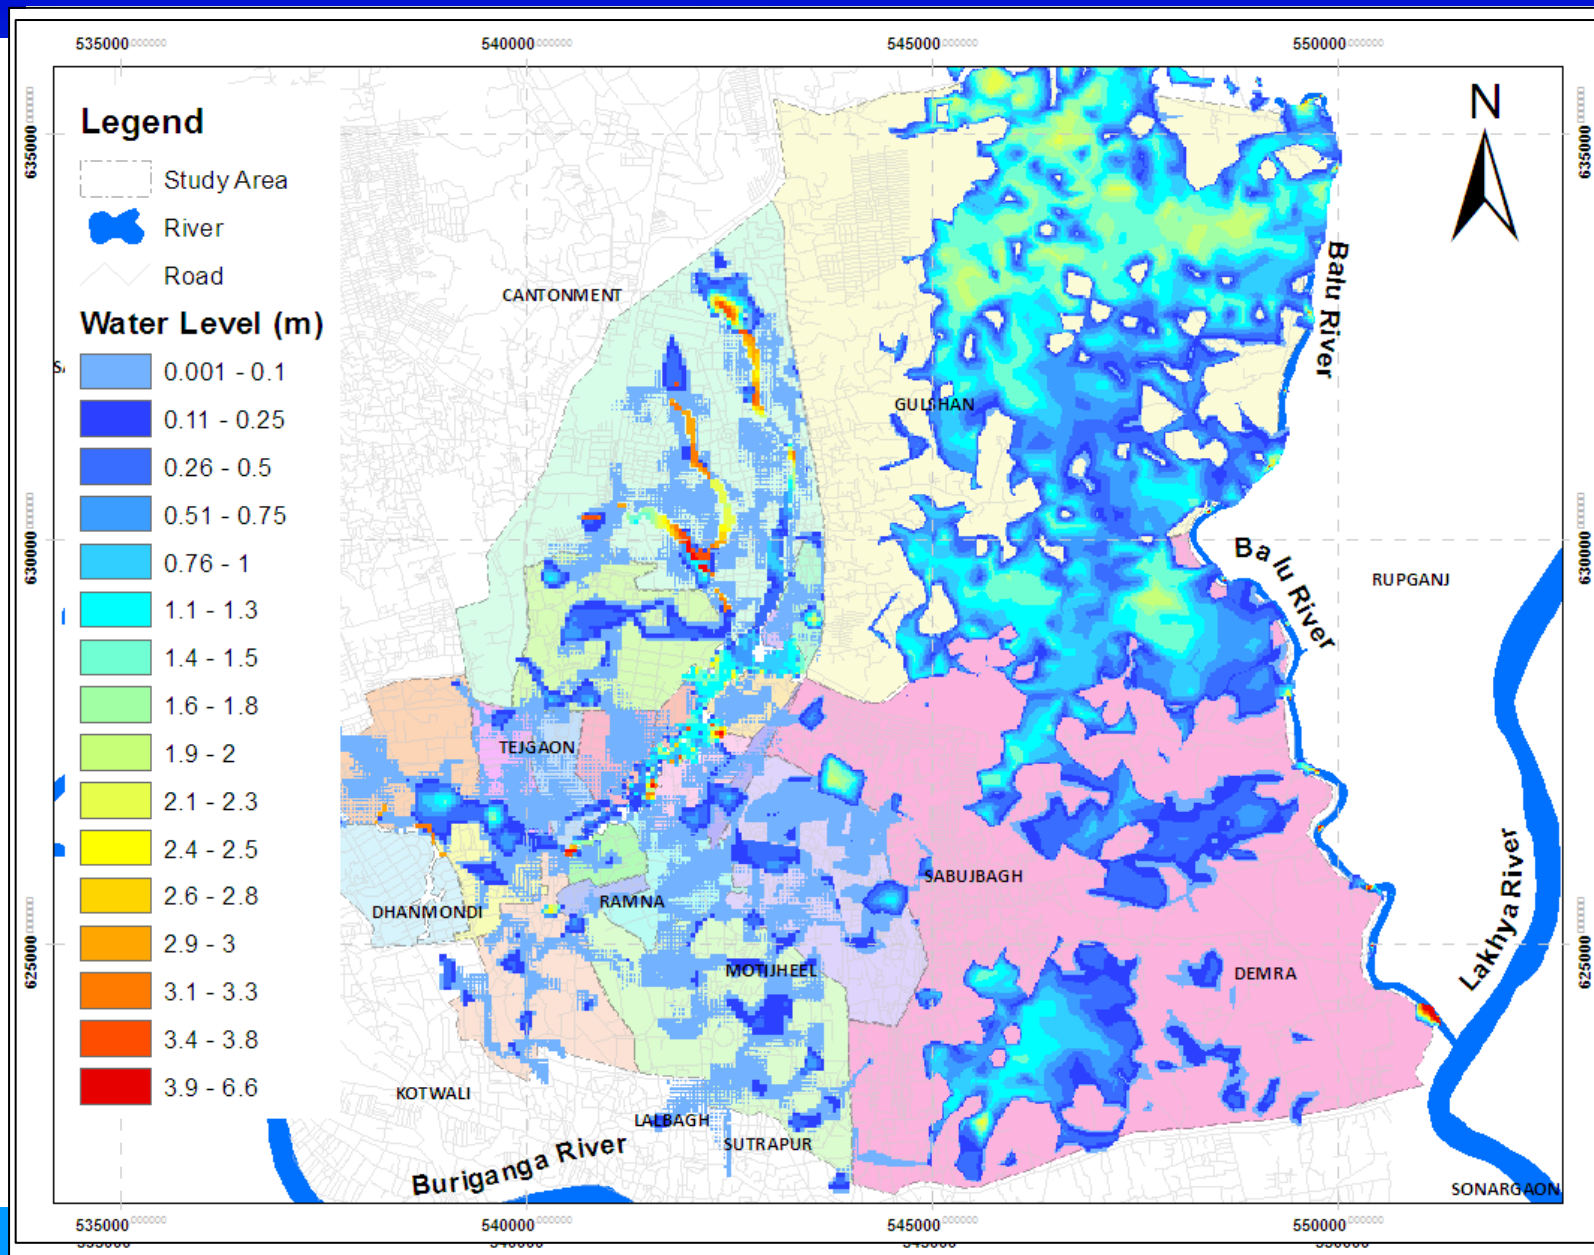 535000 540000 545000 550000
635000
635000
N
Legend
Study Area
River
Road
CANTONMENT
Balu River
Water Level (m)
0.001 - 0.1
0.11 - 0.25
GULSHAN
0.26 - 0.5
0.51 - 0.75
0.76 - 1
630000
630000
Balu River
RUPGANJ
1.1 - 1.3
1.4 - 1.5
1.6 - 1.8
1.9 - 2
TEJGAON
2.1 - 2.3
2.4 - 2.5
2.6 - 2.8
SABUJBAGH
Lakhya River
DHANMONDI
RAMNA
2.9 - 3
625000
625000
MOTIJHEEL
DEMRA
3.1 - 3.3
3.4 - 3.8
3.9 - 6.6
KOTWALI
LALBAGH
SUTRAPUR
Buriganga River
SONARGAON
535000 540000 545000 550000